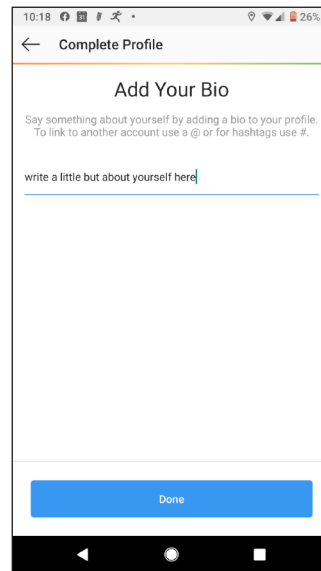 10:18 26%
Complete Profile
Add Your Bio
Say something about yourself by adding a bio to your profile.
To link to another account use a @ or for hashtags use #.
write a little but about yourself here
Done